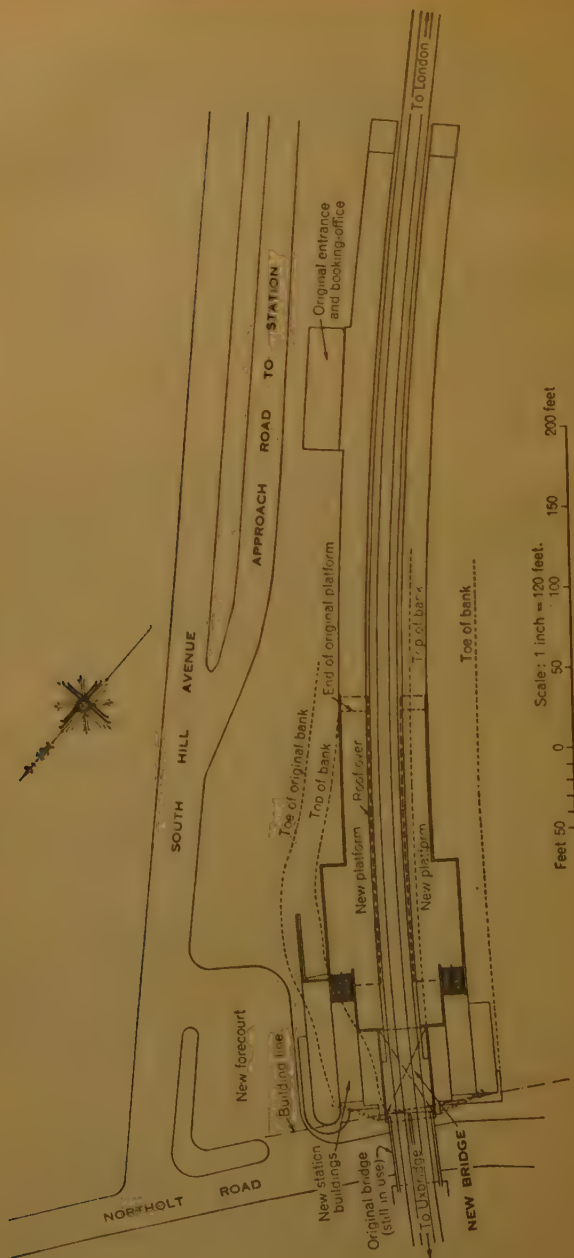 To London
Original entrance
and booking-office
SOUTH HILL AVENUE
APPROACH ROAD TO STATION
End of original platform
Toe of original bank
Top of bank
Roof over
New platform
New platform
Top of bank
Toe of bank
New forecourt
Building line
NORTHOLT ROAD
New station
buildings
Original bridge
(still in use)
To Uxbridge
NEW BRIDGE
Scale: 1 inch = 120 feet.
Feet 50 0 50 100 150 200 feet